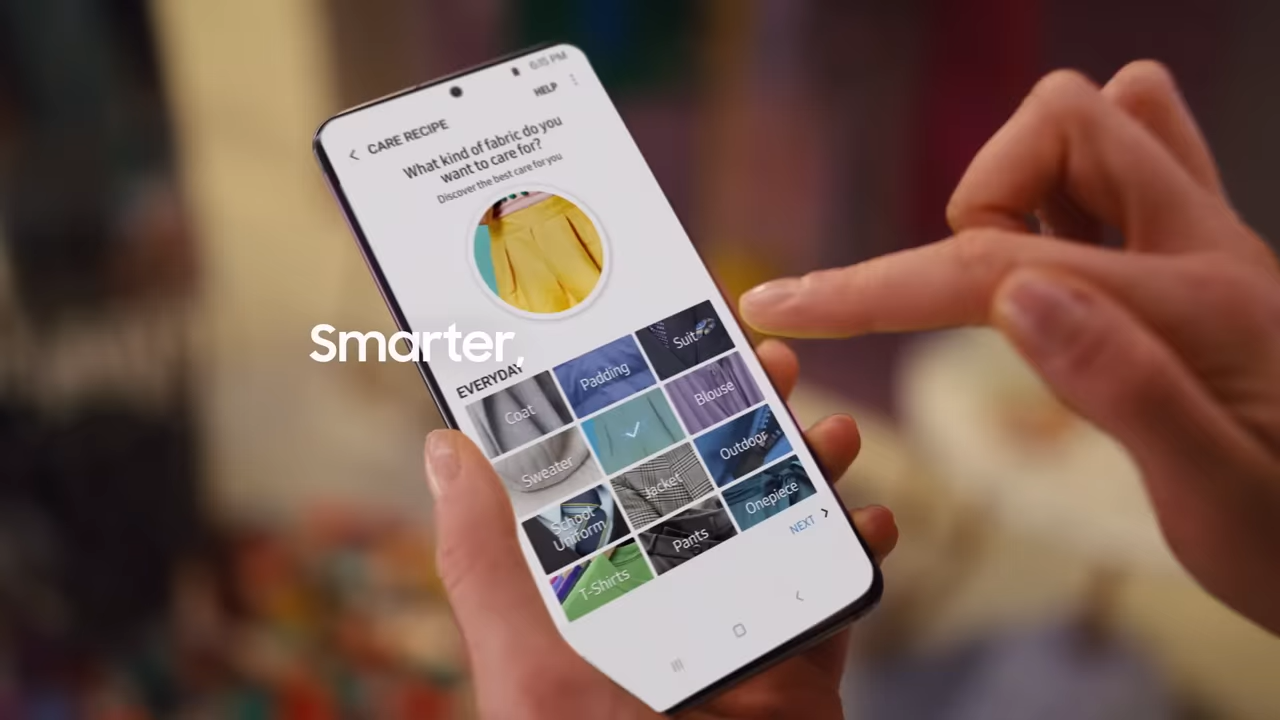 6:15 PM
HELP
CARE RECIPE
What kind of fabric do you
want to care for?
Discover the best care for you
Smarter,
EVERYDAY
Coat
Padding
Suit
Sweater
Blouse
School
Uniform
Jacket
Outdoor
T-Shirts
Pants
Onepiece
NEXT